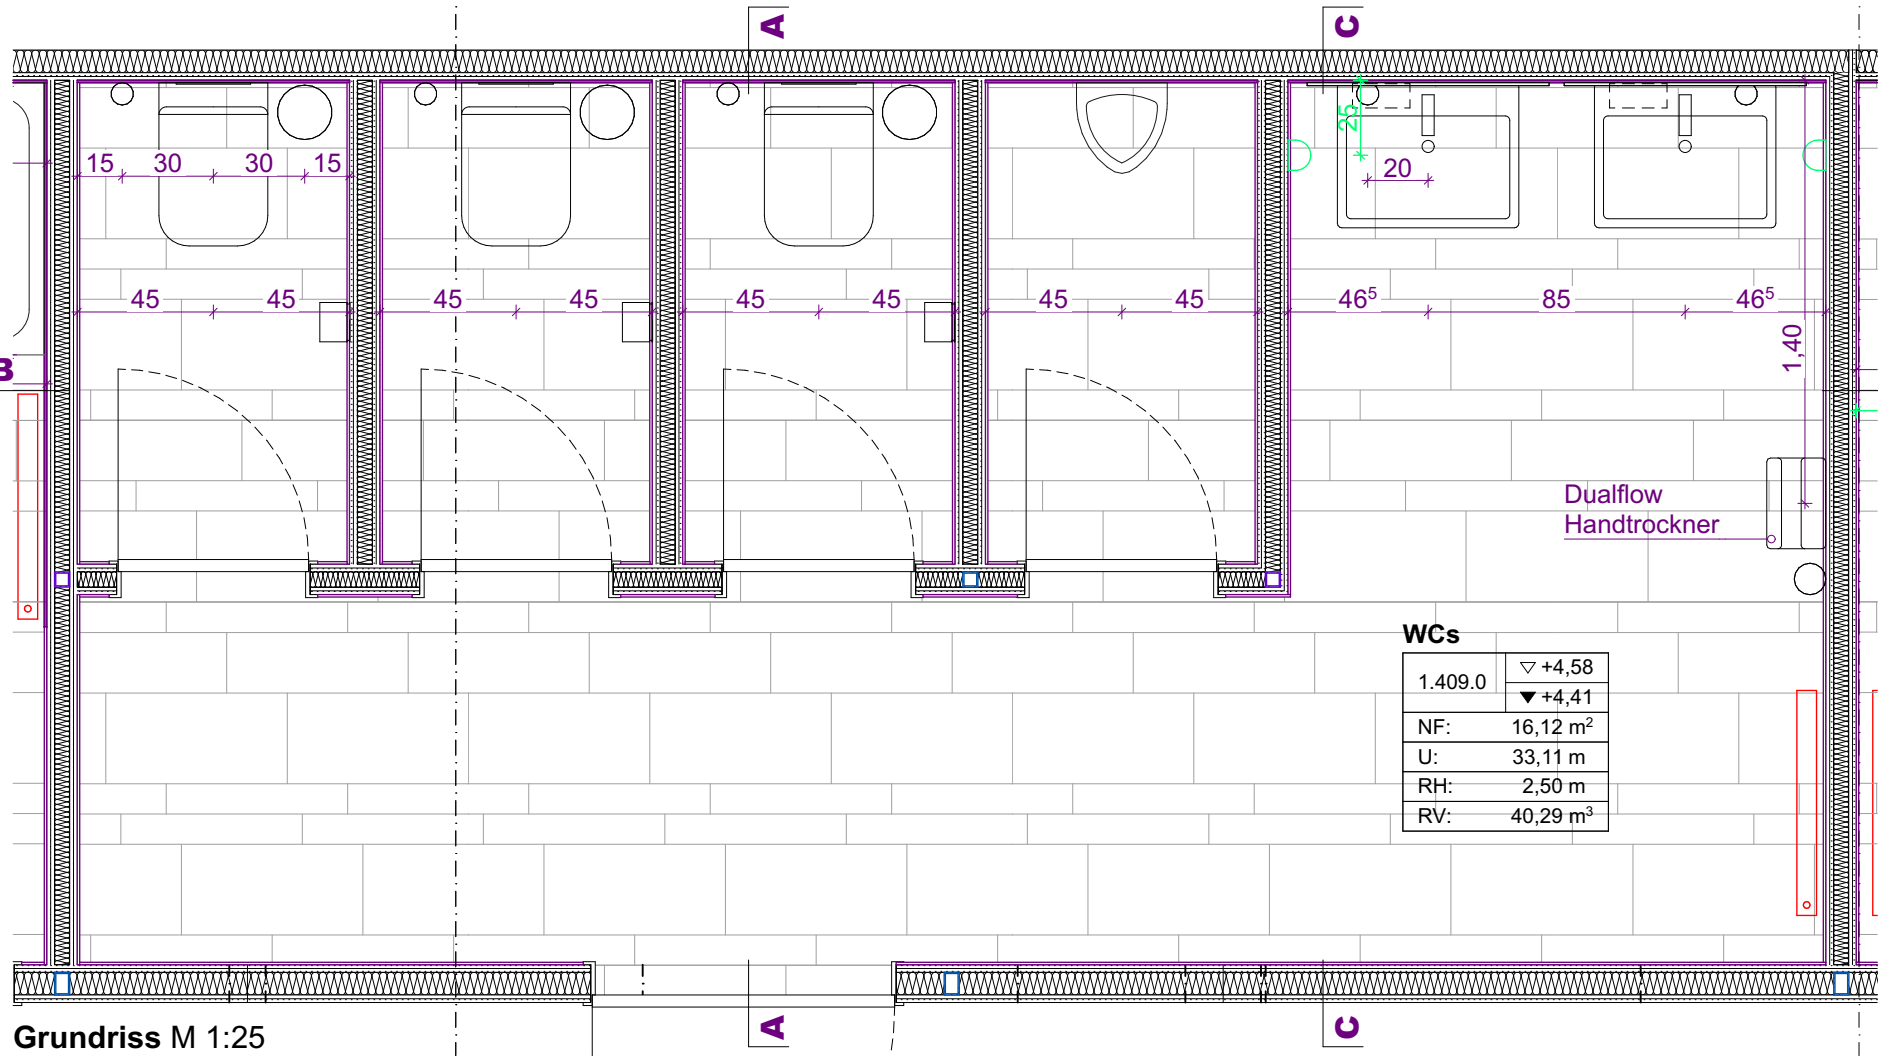 A
C
25
15 30 30 15
20
45 45 45 45 45 45 45 45 46⁵ 85 46⁵
1,40
B
Dualflow
Handtrockner
WCs
1.409.0 ▽ +4,58
▼ +4,41
NF: 16,12 m²
U: 33,11 m
RH: 2,50 m
RV: 40,29 m³
A
C
Grundriss M 1:25